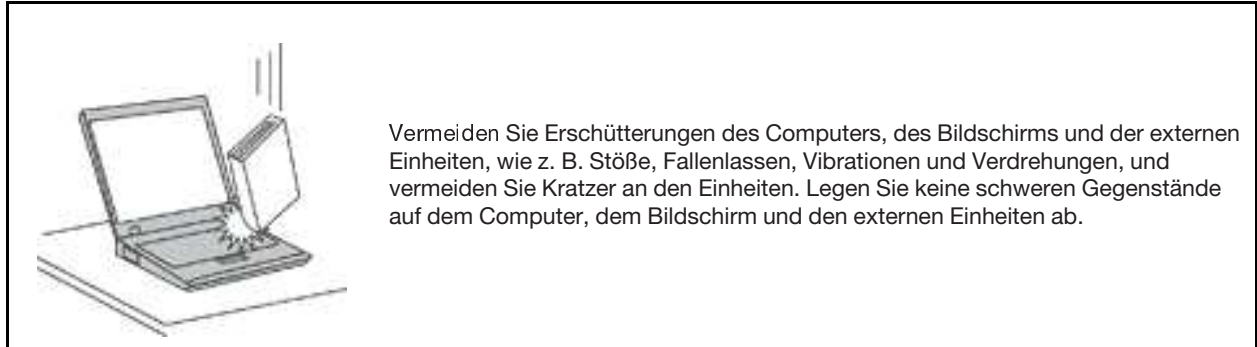 Vermeiden Sie Erschütterungen des Computers, des Bildschirms und der externen
Einheiten, wie z. B. Stöße, Fallenlassen, Vibrationen und Verdrehungen, und
vermeiden Sie Kratzer an den Einheiten. Legen Sie keine schweren Gegenstände
auf dem Computer, dem Bildschirm und den externen Einheiten ab.